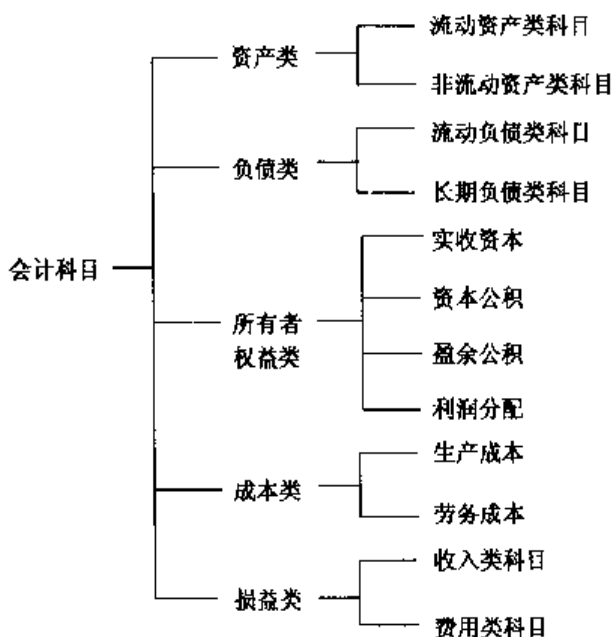 流动资产类科目
资产类
非流动资产类科目
流动负债类科目
负债类
长期负债类科目
会计科目
实收资本
资本公积
所有者
权益类
盈余公积
利润分配
生产成本
成本类
劳务成本
收入类科目
损益类
费用类科目